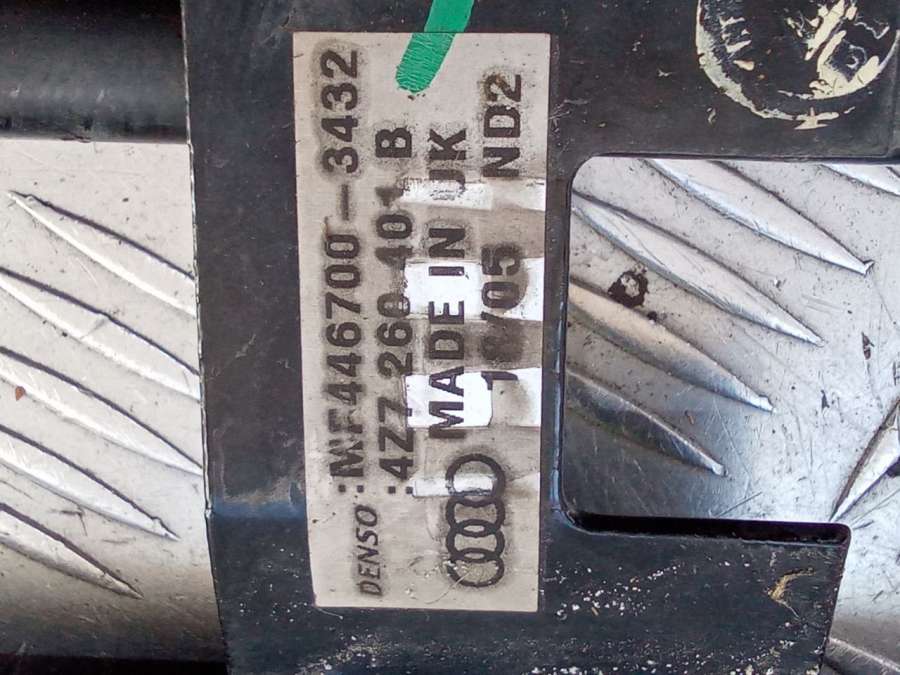 DENSO :MF446700-3432
:4Z7 260 401 B
MADE IN UK
ND2